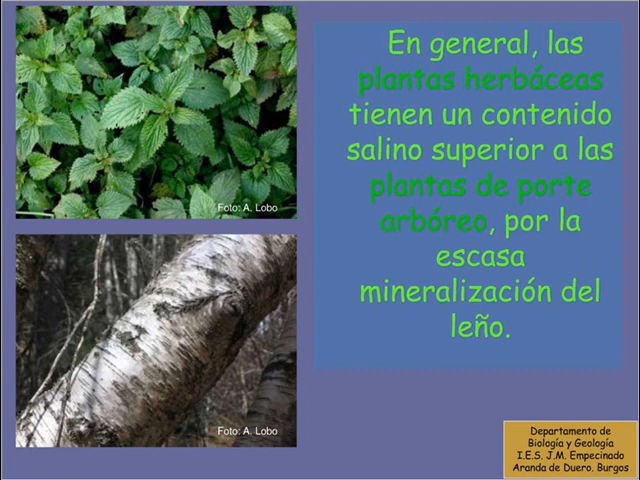 En general, las
plantas herbáceas
tienen un contenido
salino superior a las
plantas de porte
arbóreo, por la
escasa
mineralización del
leño.
Foto: A. Lobo
Foto: A. Lobo
Departamento de
Biología y Geología
I.E.S. J.M. Empecinado
Aranda de Duero. Burgos